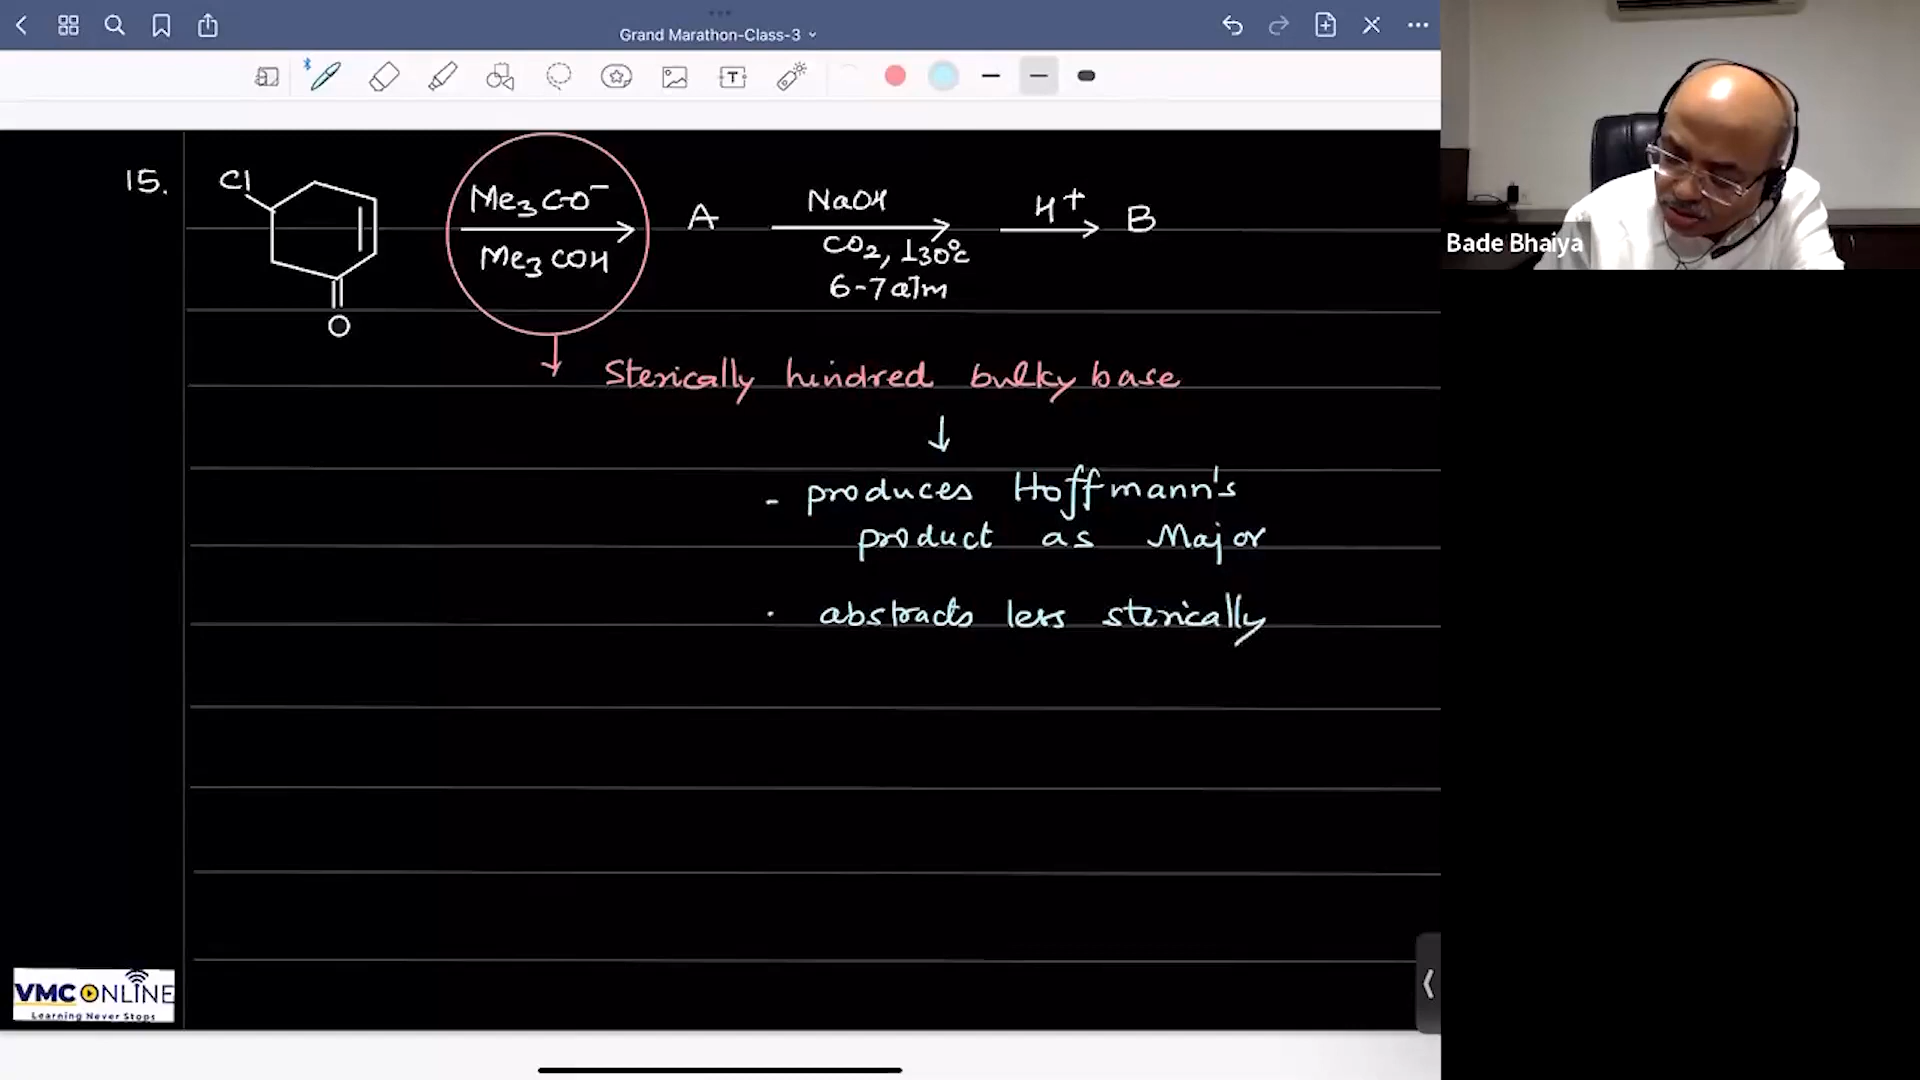 Grand Marathon-Class-3
T
15.
Cl
O
Me3CO⁻
Me3COH
A
NaOH
CO2, 130°C
6-7 atm
H+
B
Sterically hindred bulky base
- produces Hoffmann's
product as Major
· abstracts less sterically
Bade Bhaiya
VMC ONLINE
Learning Never Stops